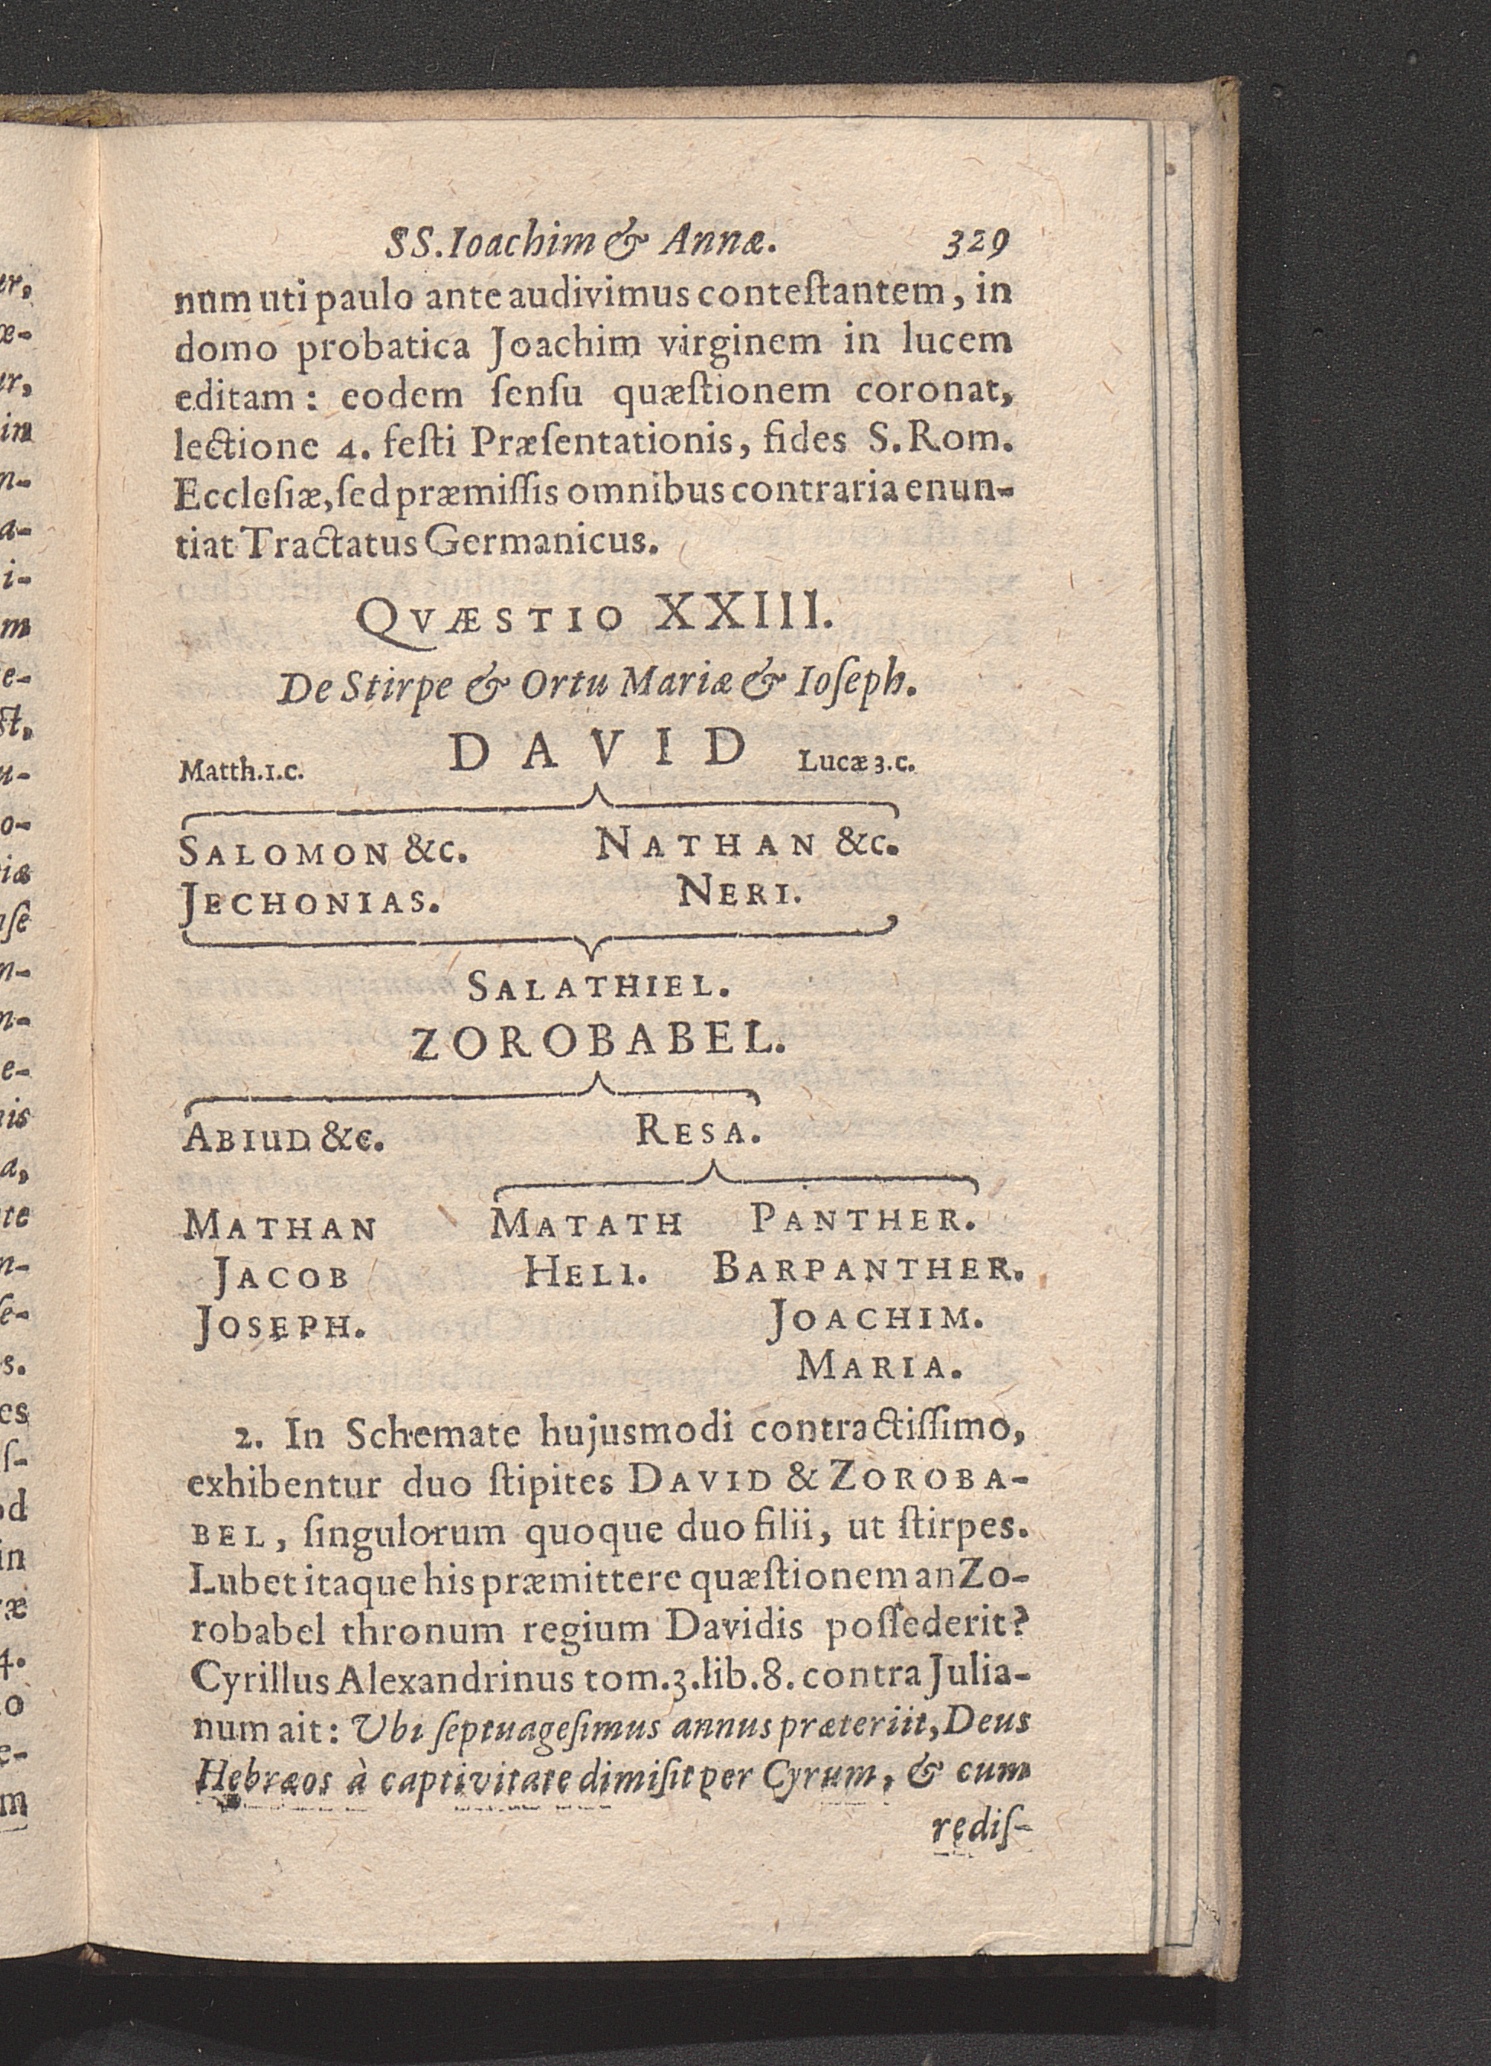 SS. Ioachim & Annæ. 329
num uti paulo ante audivimus contestantem, in
domo probatica Joachim virginem in lucem
editam: eodem sensu quæstionem coronat,
lectione 4. festi Præsentationis, fides S. Rom.
Ecclesiæ, sed præmissis omnibus contraria enun-
tiat Tractatus Germanicus.
QVÆSTIO XXIII.
De Stirpe & Ortu Mariæ & Ioseph.
Matth. 1. c. DAVID Lucæ 3. c.
SALOMON &c. NATHAN &c.
JECHONIAS. NERI.
SALATHIEL.
ZOROBABEL.
ABIUD &c. RESA.
MATHAN MATATH PANTHER.
JACOB HELI. BARPANTHER.
JOSEPH. JOACHIM.
MARIA.
2. In Schemate hujusmodi contractissimo,
exhibentur duo stipites DAVID & ZOROBA-
BEL, singulorum quoque duo filii, ut stirpes.
Lubet itaque his præmittere quæstionem an Zo-
robabel thronum regium Davidis possederit?
Cyrillus Alexandrinus tom. 3. lib. 8. contra Julia-
num ait: Vbi septuagesimus annus præteriit, Deus
Hebræos à captivitate dimisit per Cyrum, & cum
redis-